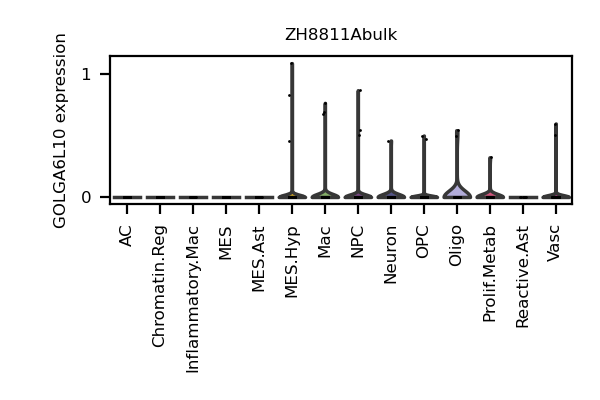 ZH8811Abulk
GOLGA6L10 expression
1
0
AC
Chromatin.Reg
Inflammatory.Mac
MES
MES.Ast
MES.Hyp
Mac
NPC
Neuron
OPC
Oligo
Prolif.Metab
Reactive.Ast
Vasc